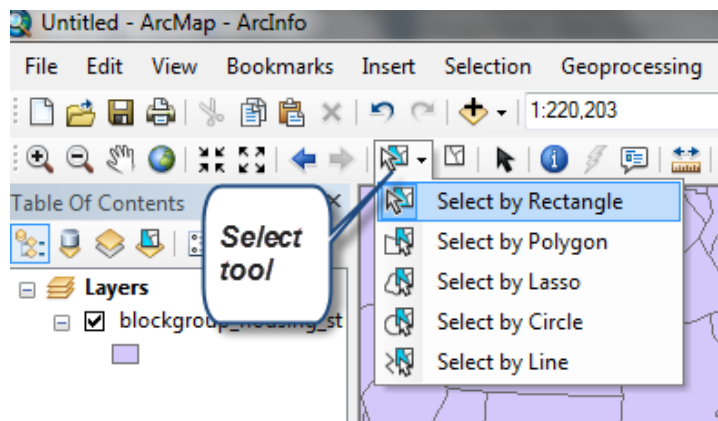 Untitled - ArcMap - ArcInfo
File Edit View Bookmarks Insert Selection Geoprocessing
1:220,203
Table Of Contents
Select
tool
Select by Rectangle
Select by Polygon
Layers
Select by Lasso
blockgroup_housing_st
Select by Circle
Select by Line